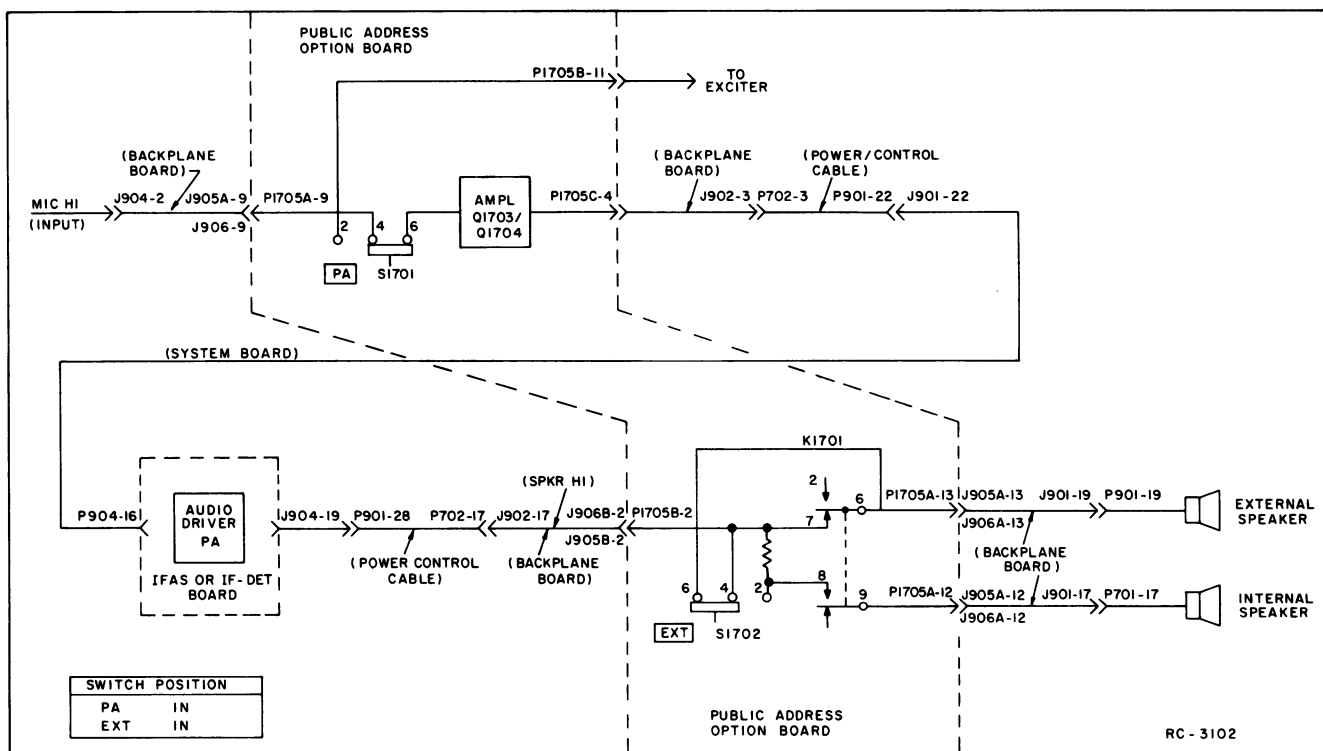 PUBLIC ADDRESS
OPTION BOARD
P1705B-11
TO
EXCITER
(BACKPLANE
BOARD)
(BACKPLANE
BOARD)
(POWER/CONTROL
CABLE)
MIC HI
(INPUT)
J904-2
J905A-9
J906-9
P1705A-9
2
4
6
PA
S1701
AMPL
Q1703/
Q1704
P1705C-4
J902-3
P702-3
P901-22
J901-22
(SYSTEM BOARD)
K1701
P904-16
AUDIO
DRIVER
PA
IFAS OR IF-DET
BOARD
J904-19
P901-28
(POWER CONTROL
CABLE)
P702-17
J902-17
(SPKR HI)
(BACKPLANE
BOARD)
J906B-2
J905B-2
P1705B-2
6
4
2
EXT
S1702
2
6
7
8
9
P1705A-13
J905A-13
J906A-13
J901-19
P901-19
EXTERNAL
SPEAKER
(BACKPLANE
BOARD)
P1705A-12
J905A-12
J906A-12
J901-17
P701-17
INTERNAL
SPEAKER
SWITCH POSITION
PA IN
EXT IN
PUBLIC ADDRESS
OPTION BOARD
RC-3102